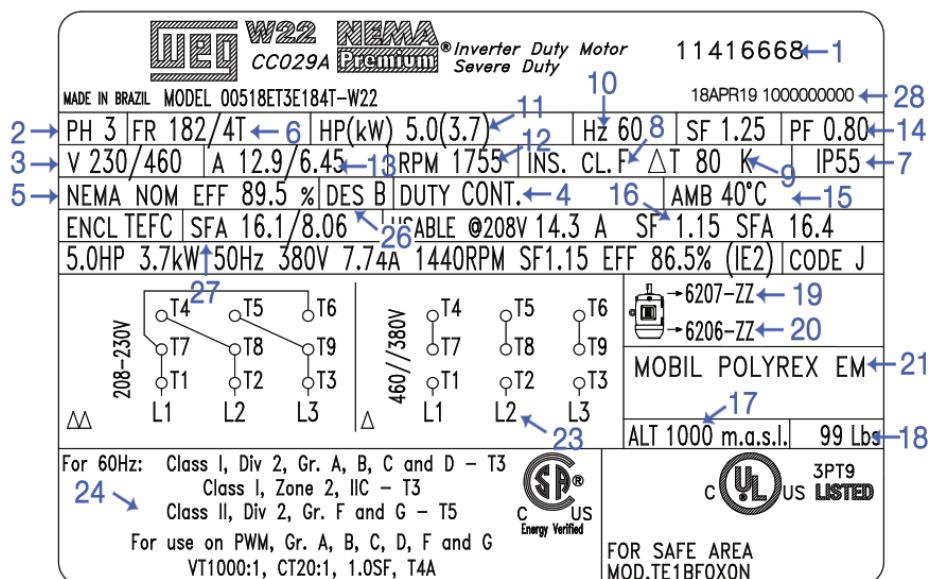 WEG W22 NEMA Premium® Inverter Duty Motor 11416668 1
CC029A Severe Duty
10
MADE IN BRAZIL MODEL 00518ET3E184T-W22 11 18APR19 1000000000 28
2 PH 3 FR 182/4T 6 HP(kW) 5.0(3.7) 12 Hz 60 8 SF 1.25 PF 0.80 14
3 V 230/460 A 12.9/6.45 13 RPM 1755 INS. CL. F ΔT 80 K 9 IP55 7
5 NEMA NOM EFF 89.5 % DES B DUTY CONT. 4 16 AMB 40°C 15
ENCL TEFC SFA 16.1/8.06 26 USABLE @208V 14.3 A SF 1.15 SFA 16.4
5.0HP 3.7kW 50Hz 380V 7.74A 1440RPM SF1.15 EFF 86.5% (IE2) CODE J
27
208-230V
T4 T5 T6
T7 T8 T9
T1 T2 T3
ΔΔ L1 L2 L3
460//380V
T4 T5 T6
T7 T8 T9
T1 T2 T3
Δ L1 L2 L3
23
6207-ZZ 19
6206-ZZ 20
MOBIL POLYREX EM 21
17
ALT 1000 m.a.s.l. 99 Lbs 18
For 60Hz: Class I, Div 2, Gr. A, B, C and D - T3
24 Class I, Zone 2, IIC - T3
Class II, Div 2, Gr. F and G - T5
For use on PWM, Gr. A, B, C, D, F and G
VT1000:1, CT20:1, 1.0SF, T4A
SA®
C US
Energy Verified
C UL US 3PT9
LISTED
FOR SAFE AREA
MOD.TE1BF0X0N